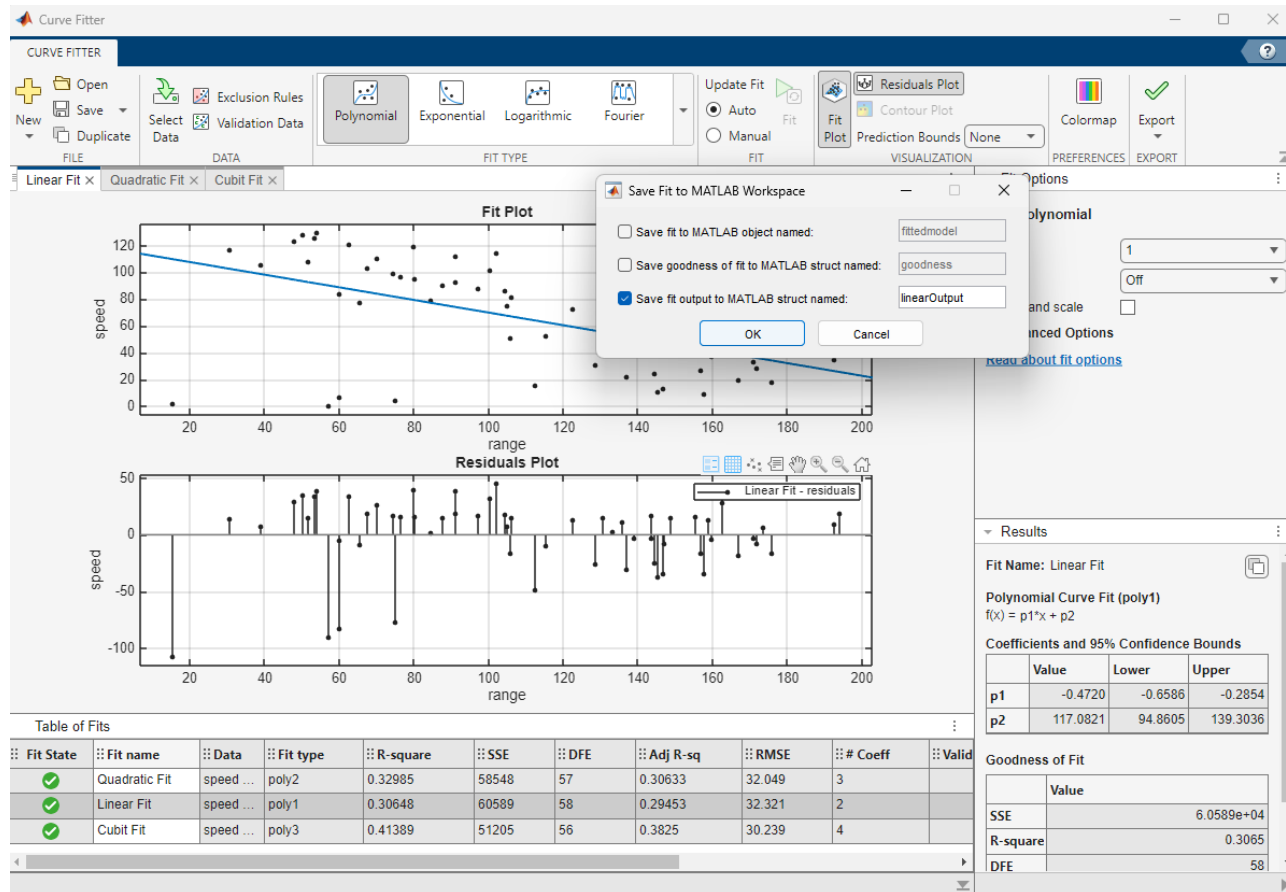 Curve Fitter
CURVE FITTER
?
New
Open
Save
Duplicate
FILE
Select Data
Exclusion Rules
Validation Data
DATA
Polynomial
Exponential
Logarithmic
Fourier
FIT TYPE
Update Fit
Auto
Manual
Fit
FIT
Fit Plot
Residuals Plot
Contour Plot
Prediction Bounds None
VISUALIZATION
Colormap
PREFERENCES
Export
EXPORT
Linear Fit
Quadratic Fit
Cubit Fit
Save Fit to MATLAB Workspace
Save fit to MATLAB object named: fittedmodel
Save goodness of fit to MATLAB struct named: goodness
Save fit output to MATLAB struct named: linearOutput
OK Cancel
Options
olynomial
1
Off
and scale
anced Options
Read about fit options
Fit Plot
speed
120
100
80
60
40
20
0
20 40 60 80 100 120 140 160 180 200
range
Residuals Plot
Linear Fit - residuals
speed
50
0
-50
-100
20 40 60 80 100 120 140 160 180 200
range
Results
Fit Name: Linear Fit
Polynomial Curve Fit (poly1)
f(x) = p1*x + p2
Coefficients and 95% Confidence Bounds
Value Lower Upper
p1 -0.4720 -0.6586 -0.2854
p2 117.0821 94.8605 139.3036
Goodness of Fit
Value
SSE 6.0589e+04
R-square 0.3065
DFE 58
Table of Fits
Fit State Fit name Data Fit type R-square SSE DFE Adj R-sq RMSE # Coeff Valid
Quadratic Fit speed ... poly2 0.32985 58548 57 0.30633 32.049 3
Linear Fit speed ... poly1 0.30648 60589 58 0.29453 32.321 2
Cubit Fit speed ... poly3 0.41389 51205 56 0.3825 30.239 4